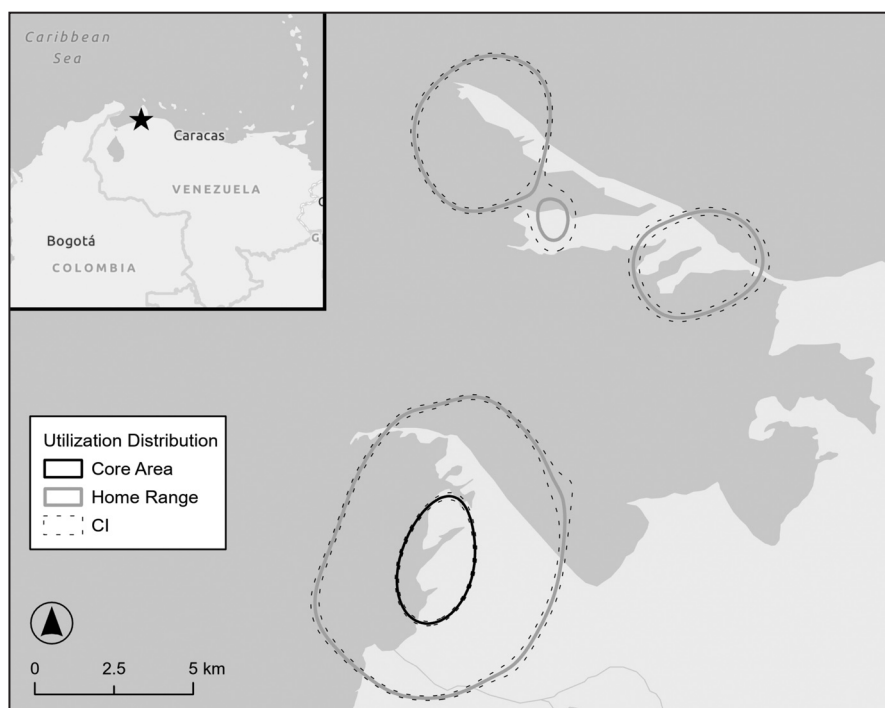 Caribbean
Sea
Caracas
VENEZUELA
Bogotá
COLOMBIA
G
Utilization Distribution
Core Area
Home Range
CI
0 2.5 5 km